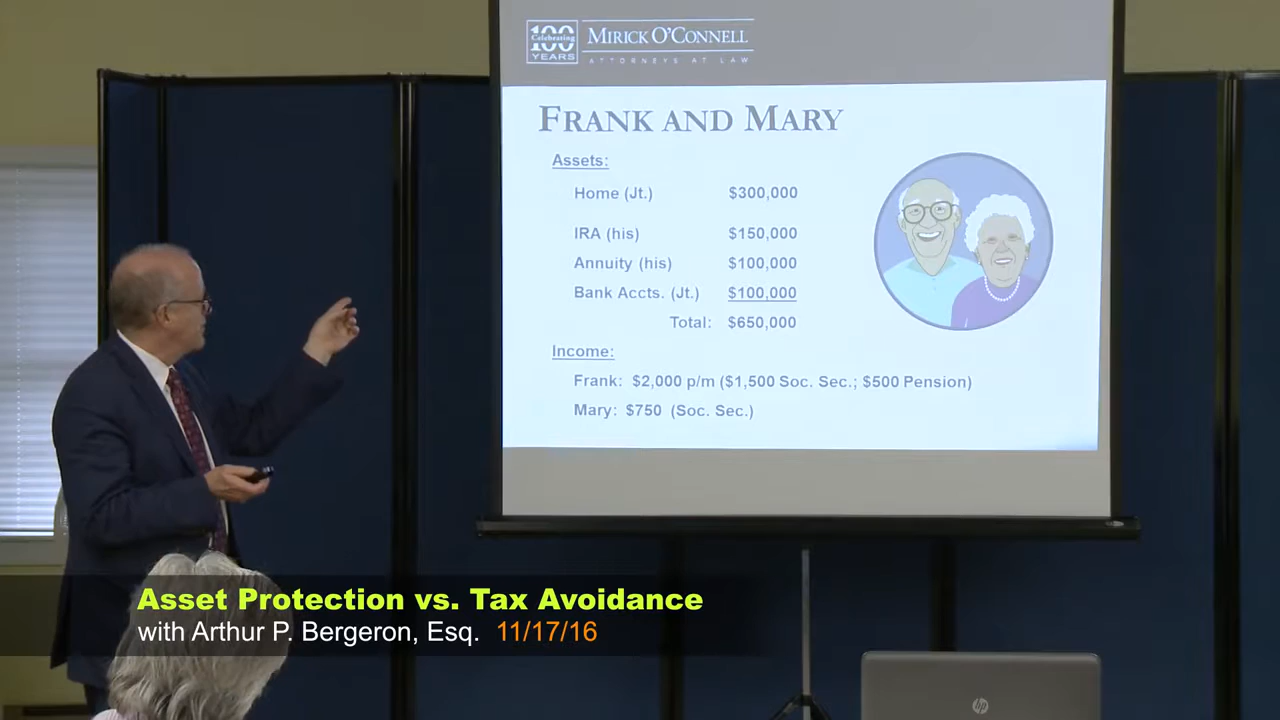 Celebrating
100
YEARS
MIRICK O'CONNELL
ATTORNEYS AT LAW
FRANK AND MARY
Assets:
Home (Jt.) $300,000
IRA (his) $150,000
Annuity (his) $100,000
Bank Accts. (Jt.) $100,000
Total: $650,000
Income:
Frank: $2,000 p/m ($1,500 Soc. Sec.; $500 Pension)
Mary: $750 (Soc. Sec.)
Asset Protection vs. Tax Avoidance
with Arthur P. Bergeron, Esq. 11/17/16
hp